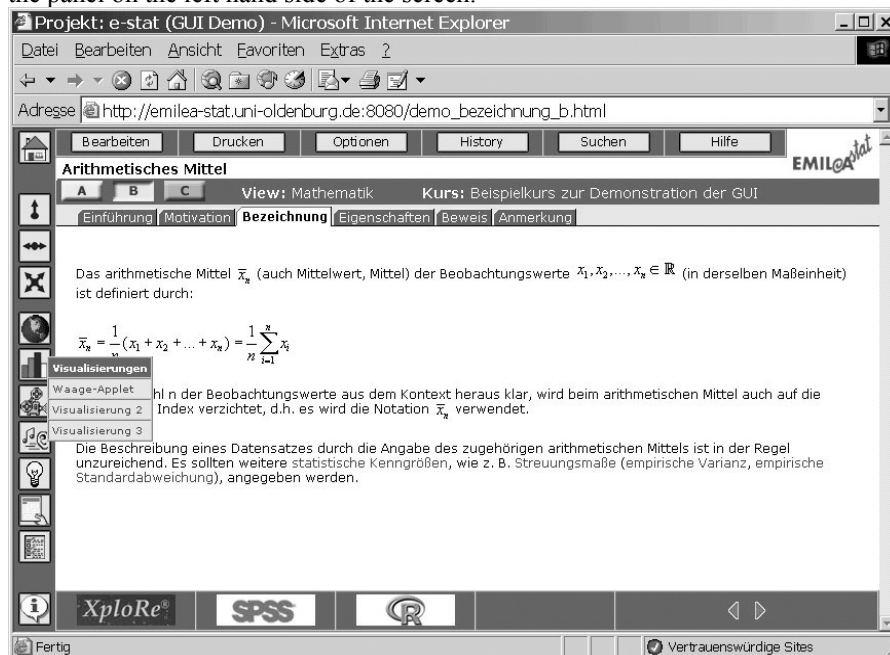 the panel on the left hand side of the screen.
Projekt: e-stat (GUI Demo) - Microsoft Internet Explorer
Datei Bearbeiten Ansicht Favoriten Extras ?
Adresse http://emilea-stat.uni-oldenburg.de:8080/demo_bezeichnung_b.html
Bearbeiten Drucken Optionen History Suchen Hilfe
EMILeAstat
Arithmetisches Mittel
A B C View: Mathematik Kurs: Beispielkurs zur Demonstration der GUI
Einführung Motivation Bezeichnung Eigenschaften Beweis Anmerkung
Das arithmetische Mittel x̄ₙ (auch Mittelwert, Mittel) der Beobachtungswerte x₁, x₂, ..., xₙ ∈ ℝ (in derselben Maßeinheit)
ist definiert durch:
x̄ₙ = 1/n (x₁ + x₂ + ... + xₙ) = 1/n ∑ᵢ₌₁ⁿ xᵢ
Visualisierungen
Waage-Applet
Visualisierung 2
Visualisierung 3
hl n der Beobachtungswerte aus dem Kontext heraus klar, wird beim arithmetischen Mittel auch auf die
Index verzichtet, d.h. es wird die Notation x̄ₙ verwendet.
Die Beschreibung eines Datensatzes durch die Angabe des zugehörigen arithmetischen Mittels ist in der Regel
unzureichend. Es sollten weitere statistische Kenngrößen, wie z. B. Streuungsmaße (empirische Varianz, empirische
Standardabweichung), angegeben werden.
XploRe® SPSS R
Fertig Vertrauenswürdige Sites